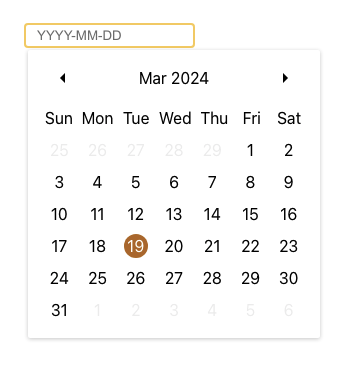 YYYY-MM-DD
Mar 2024
Sun Mon Tue Wed Thu Fri Sat
25 26 27 28 29 1 2
3 4 5 6 7 8 9
10 11 12 13 14 15 16
17 18 19 20 21 22 23
24 25 26 27 28 29 30
31 1 2 3 4 5 6